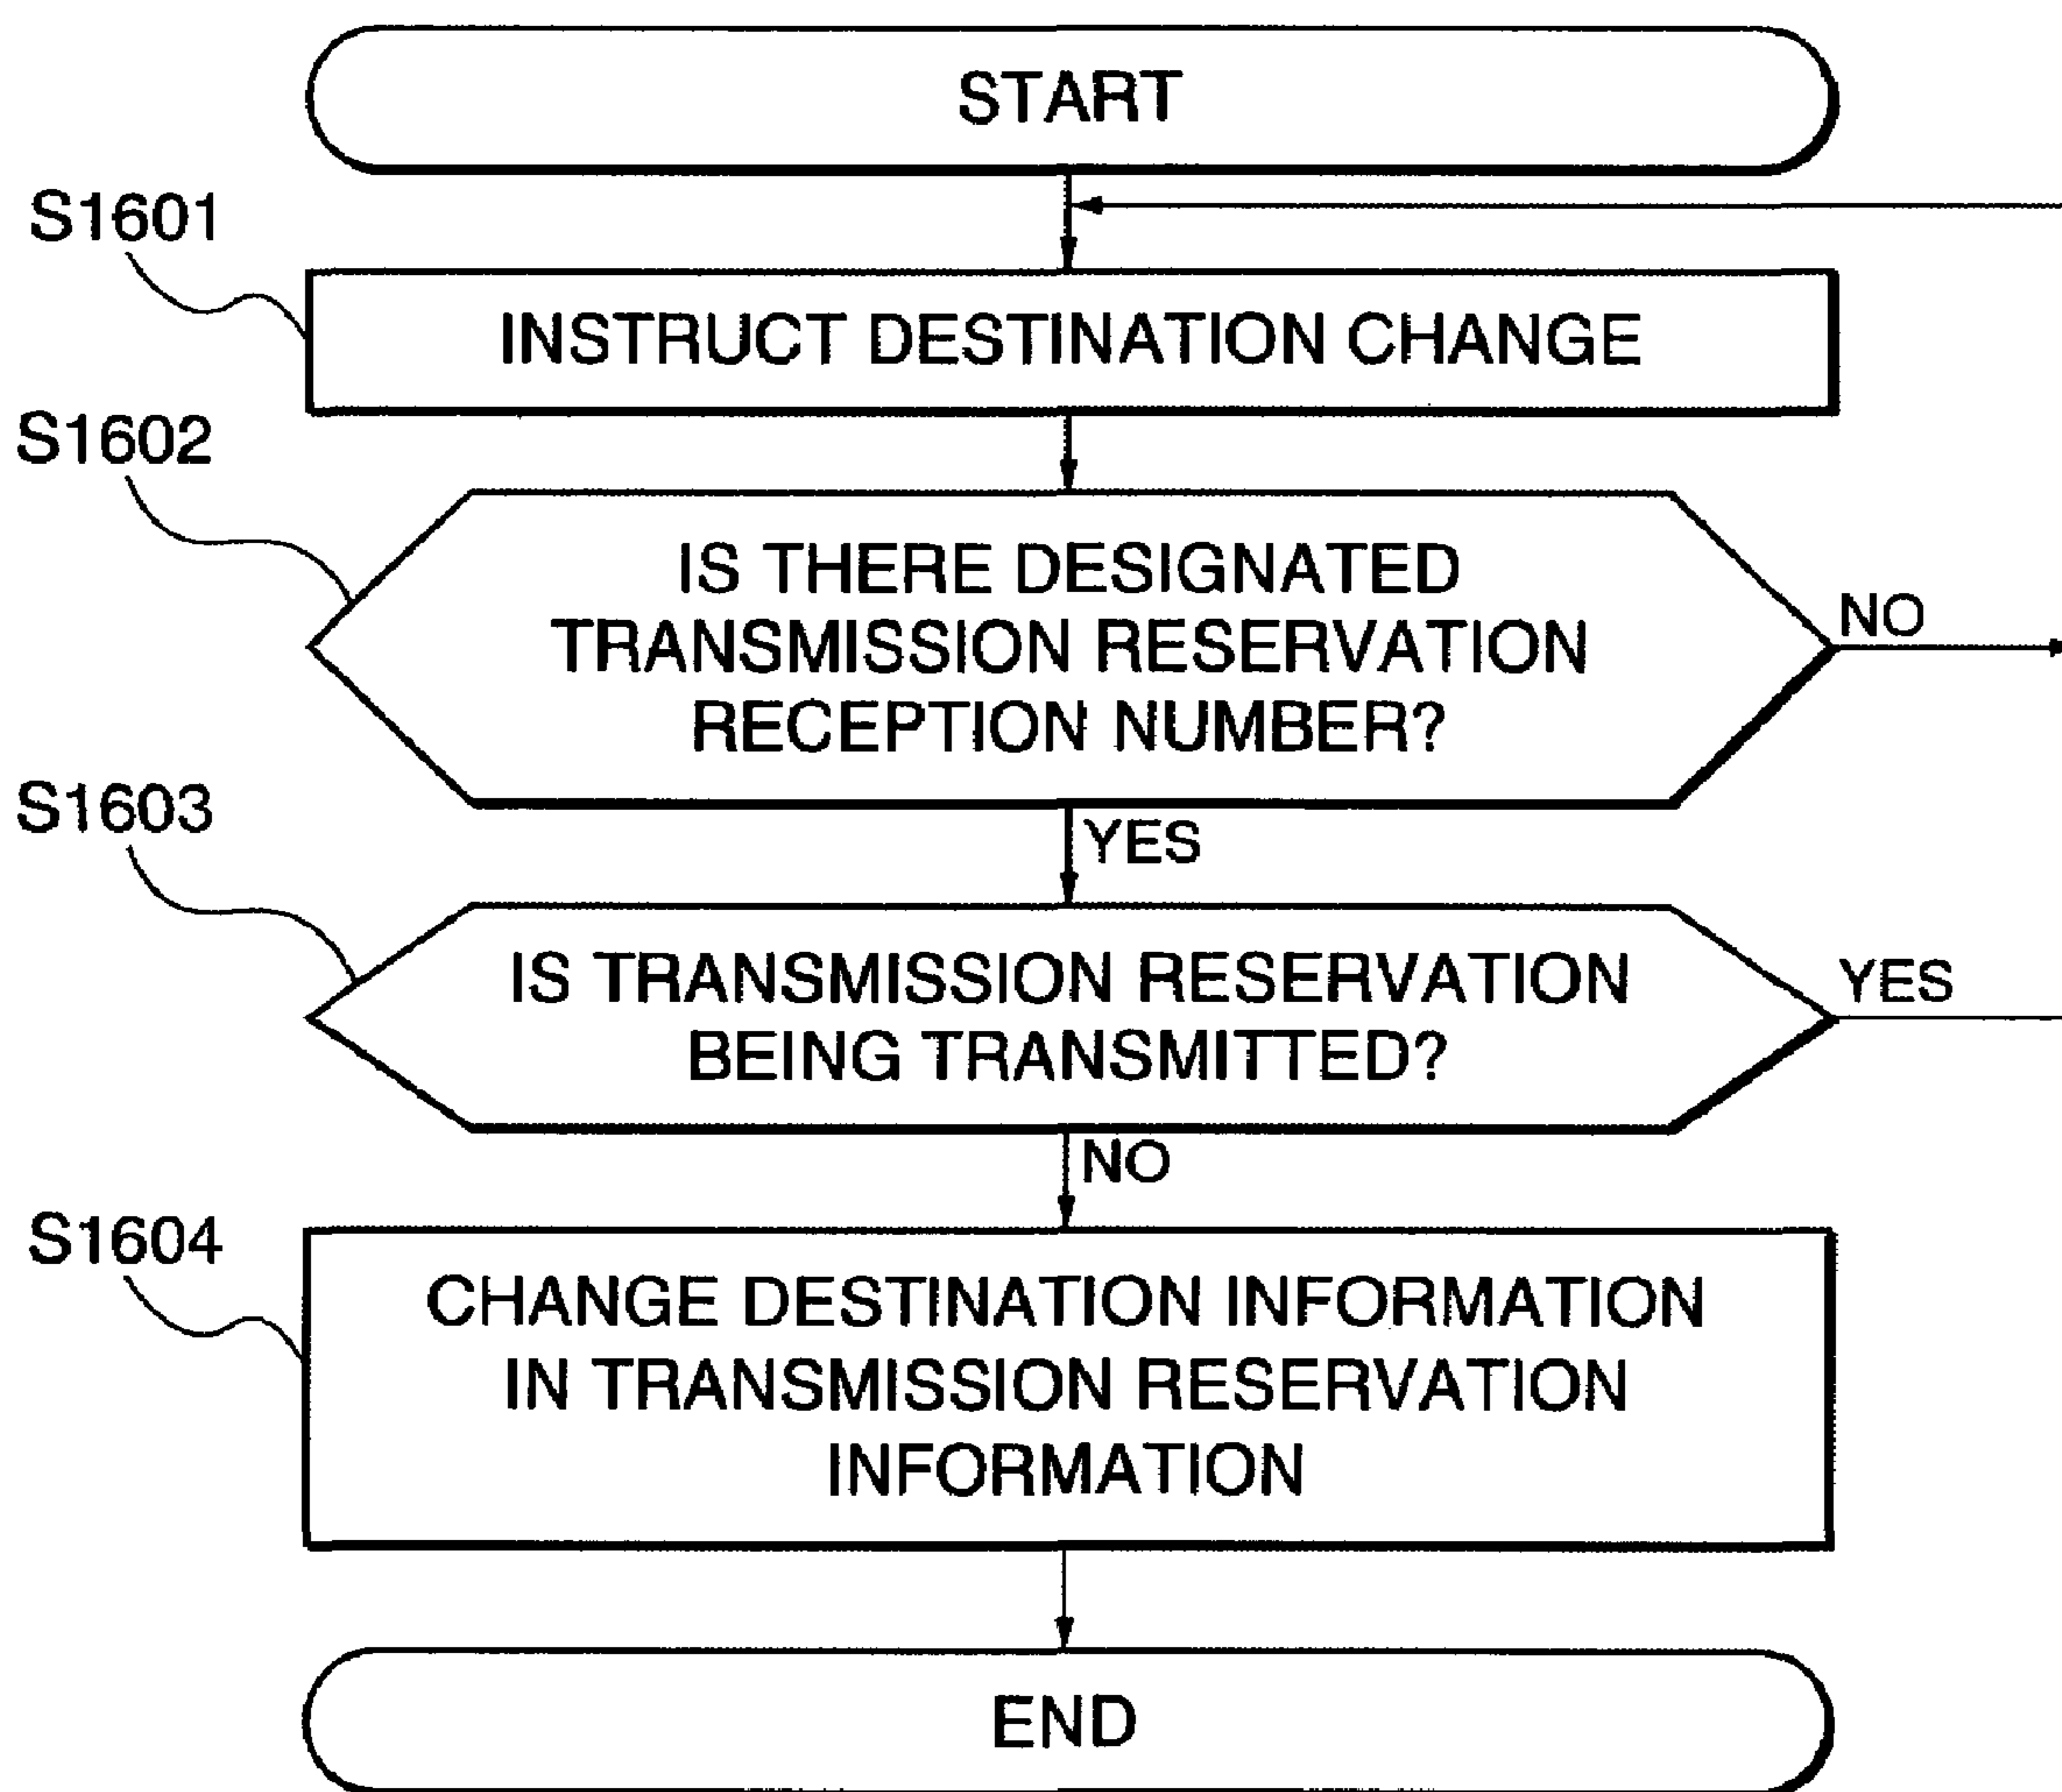 START
S1601
INSTRUCT DESTINATION CHANGE
S1602
IS THERE DESIGNATED
TRANSMISSION RESERVATION
RECEPTION NUMBER?
NO
YES
S1603
IS TRANSMISSION RESERVATION
BEING TRANSMITTED?
YES
NO
S1604
CHANGE DESTINATION INFORMATION
IN TRANSMISSION RESERVATION
INFORMATION
END